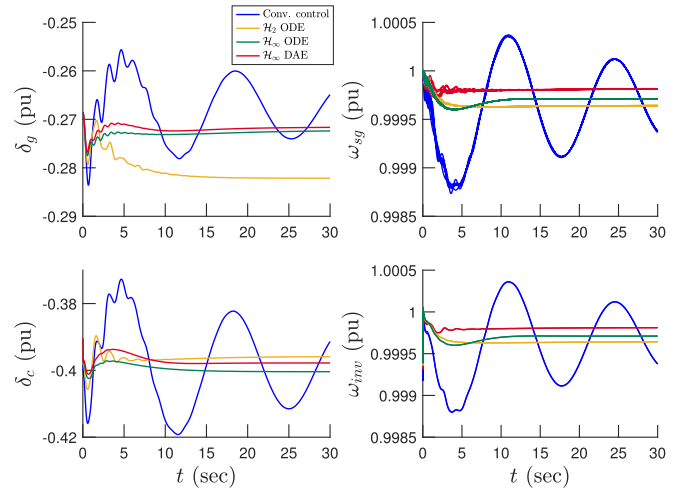 Conv. control
H₂ ODE
H∞ ODE
H∞ DAE
-0.25
-0.26
-0.27
-0.28
-0.29
δg (pu)
0 5 10 15 20 25 30
1.0005
1
0.9995
0.999
0.9985
ωsg (pu)
0 5 10 15 20 25 30
-0.38
-0.4
-0.42
δc (pu)
0 5 10 15 20 25 30
t (sec)
1.0005
1
0.9995
0.999
0.9985
ωinv (pu)
0 5 10 15 20 25 30
t (sec)